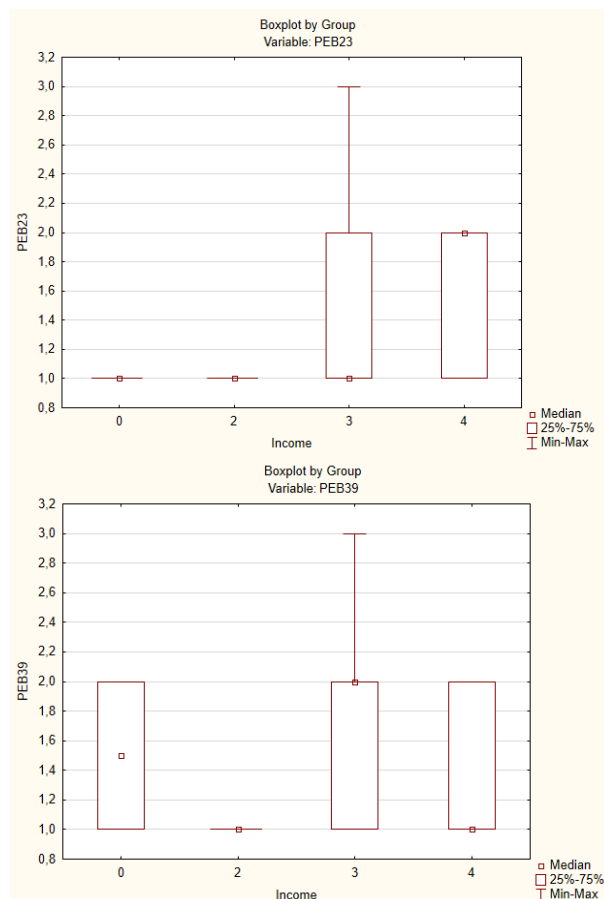 Boxplot by Group
Variable: PEB23
3,2
3,0
2,8
2,6
2,4
2,2
2,0
1,8
1,6
1,4
1,2
1,0
0,8
PEB23
0 2 3 4
Income
Median
25%-75%
Min-Max
Boxplot by Group
Variable: PEB39
3,2
3,0
2,8
2,6
2,4
2,2
2,0
1,8
1,6
1,4
1,2
1,0
0,8
PEB39
0 2 3 4
Income
Median
25%-75%
Min-Max